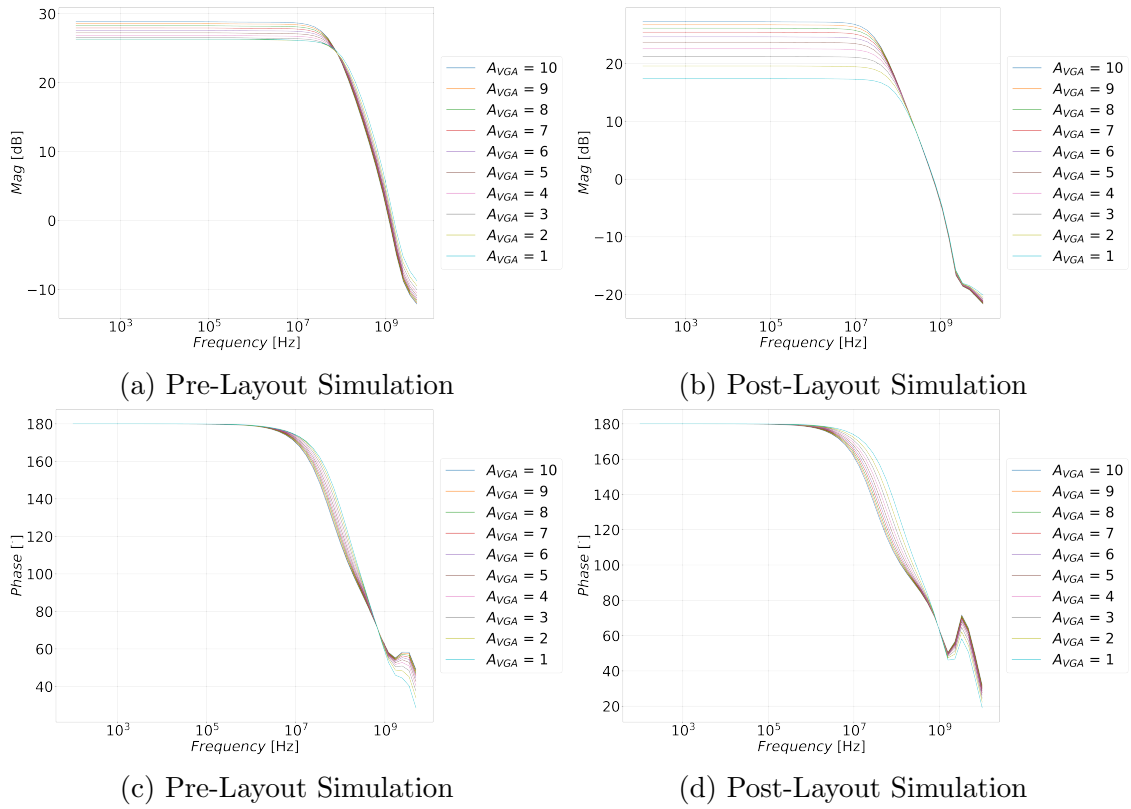 30
20
10
0
−10
Mag [dB]
10^3
10^5
10^7
10^9
Frequency [Hz]
A_VGA = 10
A_VGA = 9
A_VGA = 8
A_VGA = 7
A_VGA = 6
A_VGA = 5
A_VGA = 4
A_VGA = 3
A_VGA = 2
A_VGA = 1
(a) Pre-Layout Simulation
20
10
0
−10
−20
Mag [dB]
10^3
10^5
10^7
10^9
Frequency [Hz]
A_VGA = 10
A_VGA = 9
A_VGA = 8
A_VGA = 7
A_VGA = 6
A_VGA = 5
A_VGA = 4
A_VGA = 3
A_VGA = 2
A_VGA = 1
(b) Post-Layout Simulation
180
160
140
120
100
80
60
40
Phase [°]
10^3
10^5
10^7
10^9
Frequency [Hz]
A_VGA = 10
A_VGA = 9
A_VGA = 8
A_VGA = 7
A_VGA = 6
A_VGA = 5
A_VGA = 4
A_VGA = 3
A_VGA = 2
A_VGA = 1
(c) Pre-Layout Simulation
180
160
140
120
100
80
60
40
20
Phase [°]
10^3
10^5
10^7
10^9
Frequency [Hz]
A_VGA = 10
A_VGA = 9
A_VGA = 8
A_VGA = 7
A_VGA = 6
A_VGA = 5
A_VGA = 4
A_VGA = 3
A_VGA = 2
A_VGA = 1
(d) Post-Layout Simulation